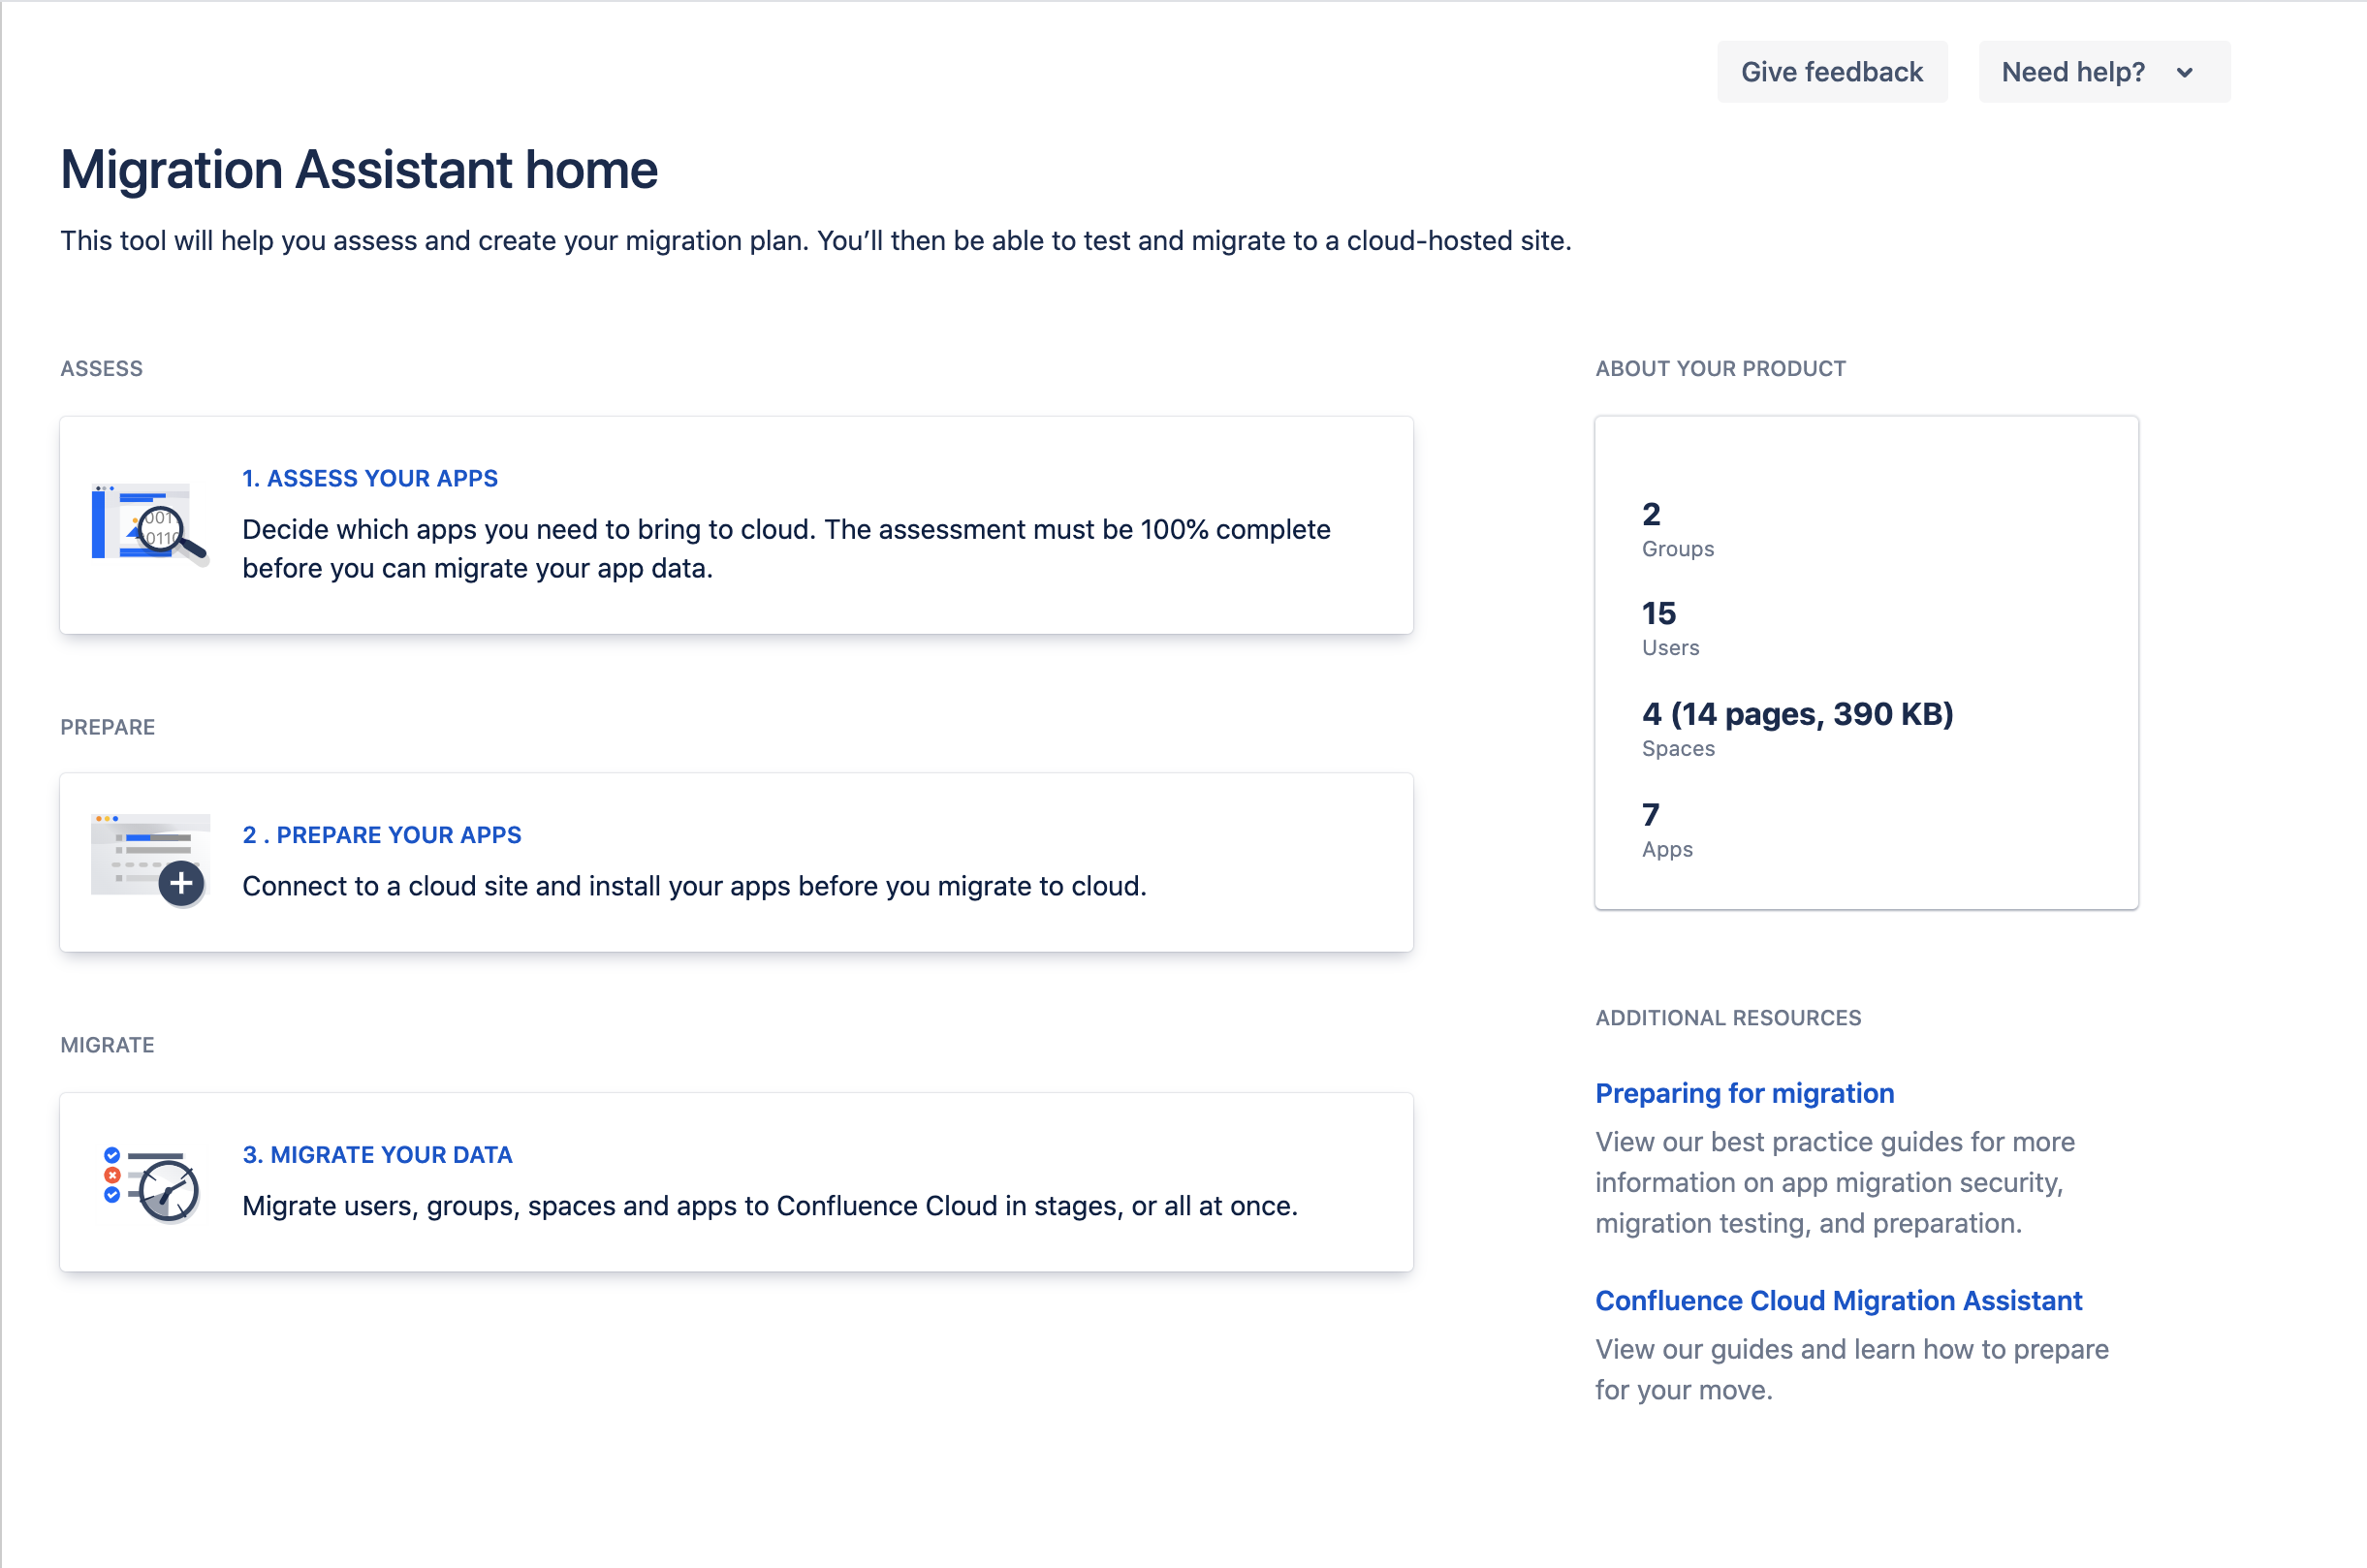 Give feedback
Need help?
Migration Assistant home
This tool will help you assess and create your migration plan. You’ll then be able to test and migrate to a cloud-hosted site.
ASSESS
1. ASSESS YOUR APPS
Decide which apps you need to bring to cloud. The assessment must be 100% complete
before you can migrate your app data.
PREPARE
2 . PREPARE YOUR APPS
Connect to a cloud site and install your apps before you migrate to cloud.
MIGRATE
3. MIGRATE YOUR DATA
Migrate users, groups, spaces and apps to Confluence Cloud in stages, or all at once.
ABOUT YOUR PRODUCT
2
Groups
15
Users
4 (14 pages, 390 KB)
Spaces
7
Apps
ADDITIONAL RESOURCES
Preparing for migration
View our best practice guides for more
information on app migration security,
migration testing, and preparation.
Confluence Cloud Migration Assistant
View our guides and learn how to prepare
for your move.